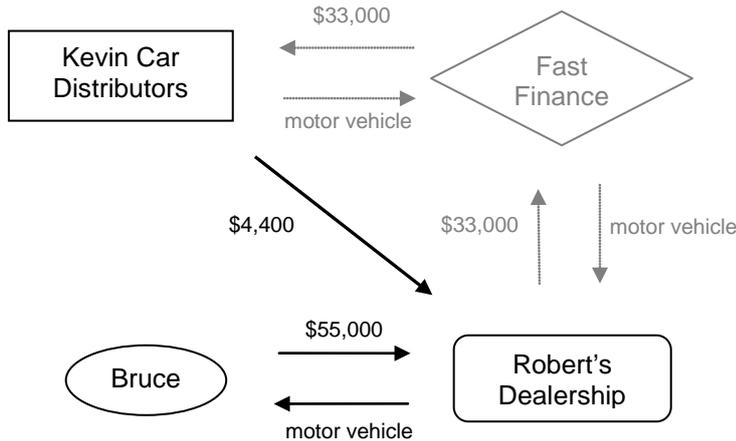 $33,000
Kevin Car
Distributors
Fast
Finance
motor vehicle
$4,400
$33,000
motor vehicle
$55,000
Bruce
Robert's
Dealership
motor vehicle